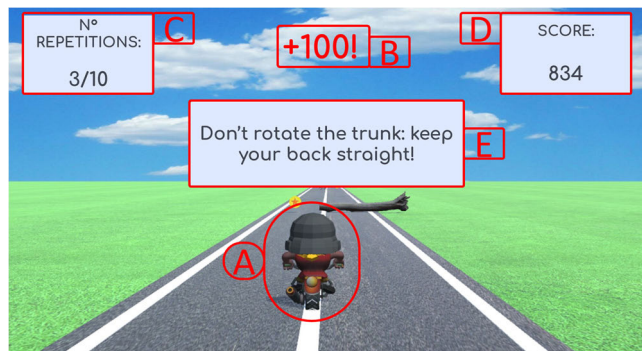 N°
REPETITIONS:
3/10
C
+100!
B
D
SCORE:
834
Don't rotate the trunk: keep
your back straight!
E
A